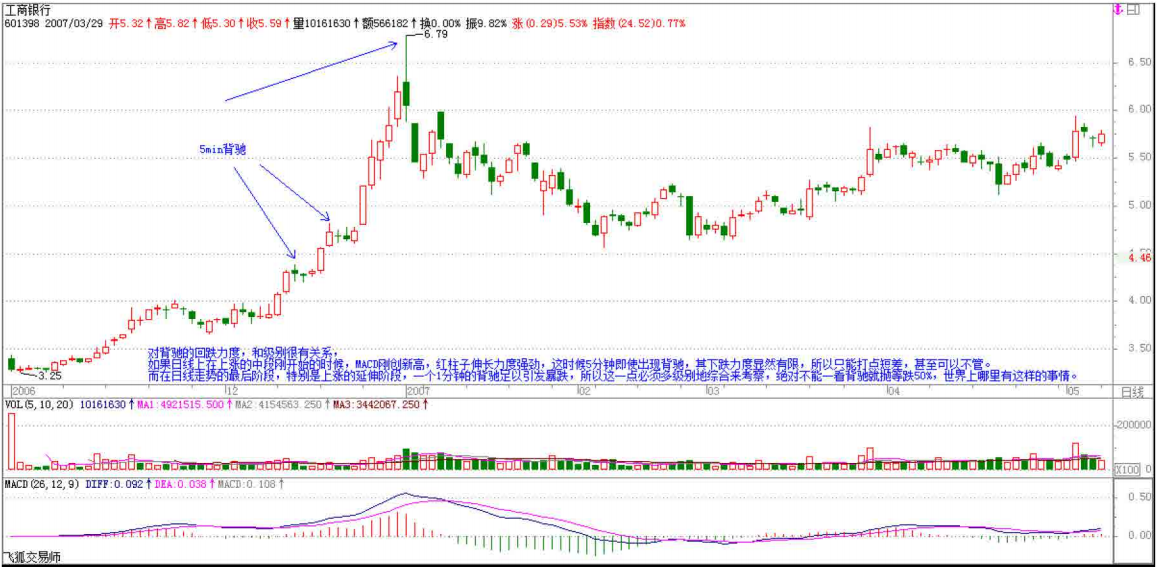 工商银行
601398 2007/03/29 开5.32↑高5.82↑低5.30↑收5.59↑量10161630↑额566182↑换0.00% 振9.82% 涨(0.29)5.53% 指数(24.52)0.77%
6.79
6.50
6.00
5min背驰
5.50
5.00
4.50
4.46
4.00
3.50
对背驰的回跌力度，和级别很有关系，
如果日线上在上涨的中段刚开始的时候，MACD刚创新高，红柱子伸长力度强劲，这时候5分钟即使出现背驰，其下跌力度显然有限，所以只能打点短差，甚至可以不管。
而在日线走势的最后阶段，特别是上涨的延伸阶段，一个1分钟的背驰足以引发暴跌，所以这一点必须多级别地综合来考察，绝对不能一看背驰就抛等跌50%，世界上哪里有这样的事情。
3.25
2006 12 2007 02 03 04 05 日线
VOL(5,10,20) 10161630↑MA1:4921515.500↑MA2:4154563.250↑MA3:3442067.250↑
200000
X100 0
MACD(26,12,9) DIFF:0.092↑DEA:0.038↑MACD:0.108↑
0.50
0.00
飞狐交易师